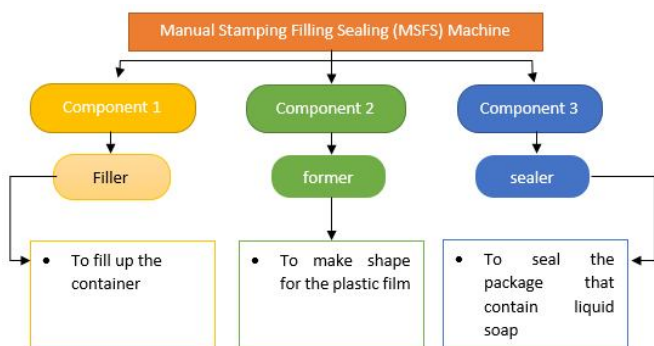 Manual Stamping Filling Sealing (MSFS) Machine
Component 1
Component 2
Component 3
Filler
former
sealer
• To fill up the
container
• To make shape
for the plastic film
• To seal the
package that
contain liquid
soap